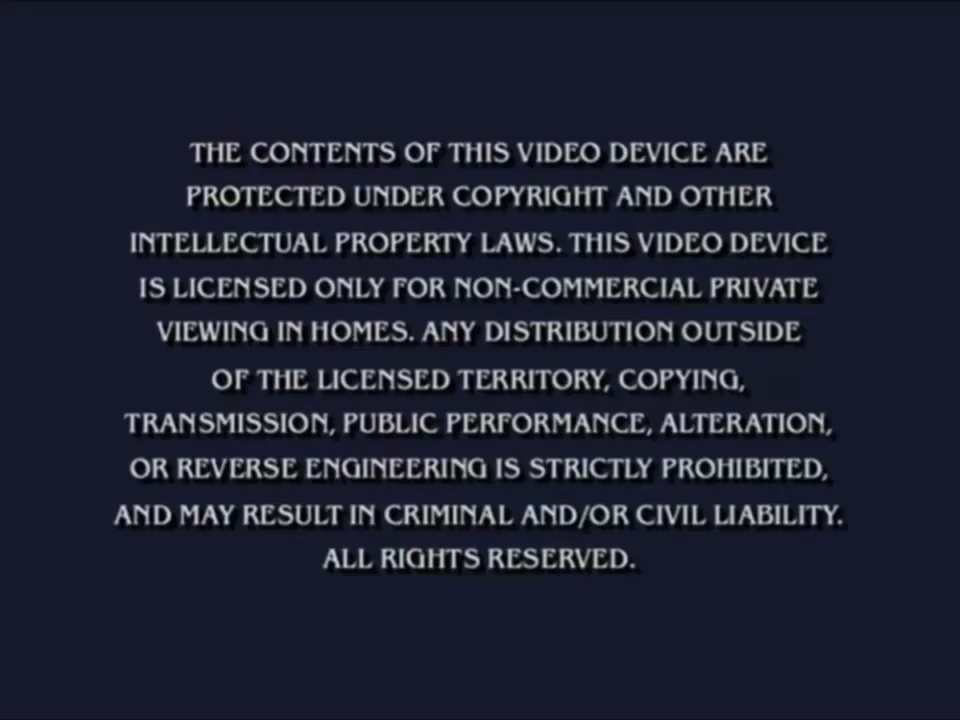 THE CONTENTS OF THIS VIDEO DEVICE ARE
PROTECTED UNDER COPYRIGHT AND OTHER
INTELLECTUAL PROPERTY LAWS. THIS VIDEO DEVICE
IS LICENSED ONLY FOR NON-COMMERCIAL PRIVATE
VIEWING IN HOMES. ANY DISTRIBUTION OUTSIDE
OF THE LICENSED TERRITORY, COPYING,
TRANSMISSION, PUBLIC PERFORMANCE, ALTERATION,
OR REVERSE ENGINEERING IS STRICTLY PROHIBITED,
AND MAY RESULT IN CRIMINAL AND/OR CIVIL LIABILITY.
ALL RIGHTS RESERVED.